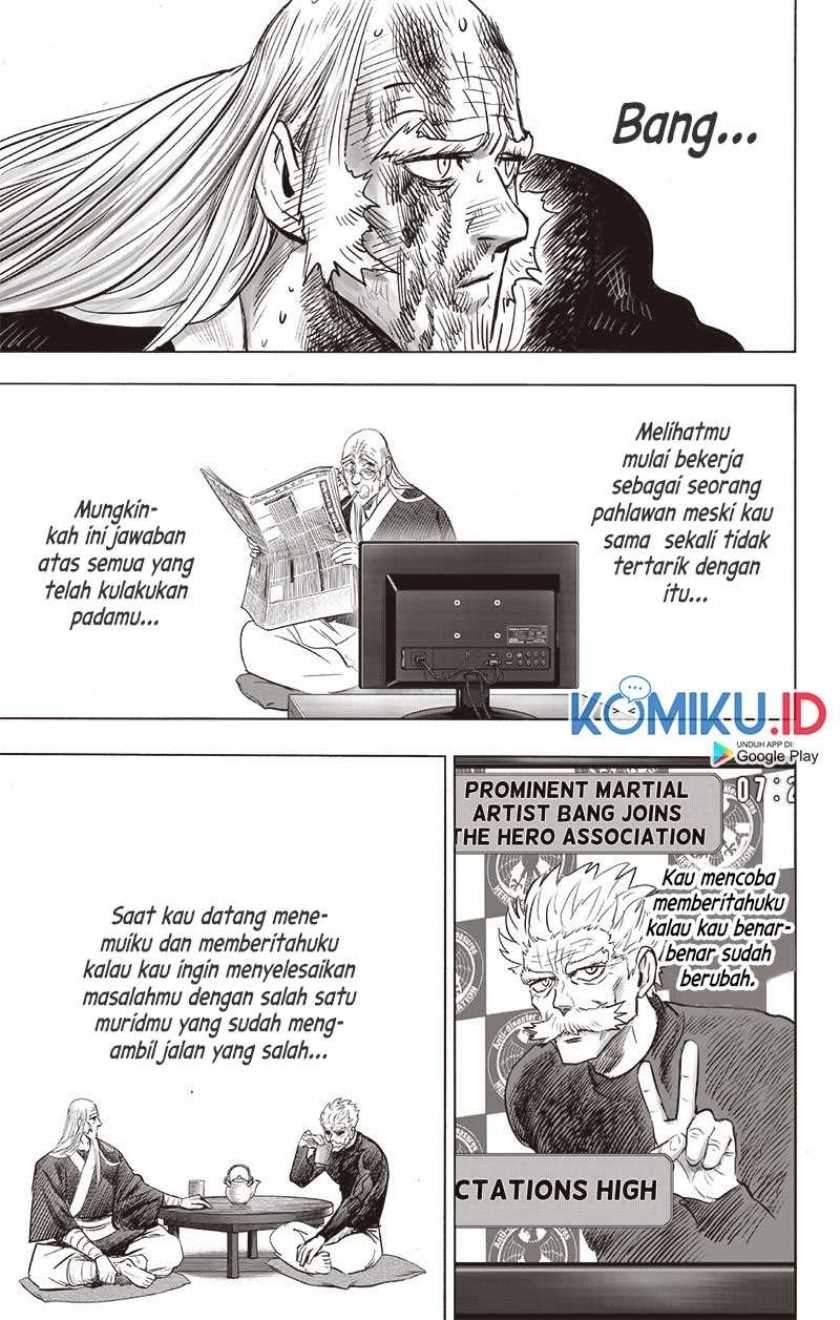 Bang...
Melihatmu
mulai bekerja
sebagai seorang
pahlawan meski kau
sama sekali tidak
tertarik dengan
itu...
Mungkin-
kah ini jawaban
atas semua yang
telah kulakukan
padamu...
KOMIKU.ID
UNDUH APP DI:
Google Play
PROMINENT MARTIAL
ARTIST BANG JOINS
THE HERO ASSOCIATION
07:2
Kau mencoba
memberitahuku
kalau kau benar-
benar sudah
berubah.
CTATIONS HIGH
Saat kau datang mene-
muiku dan memberitahuku
kalau kau ingin menyelesaikan
masalahmu dengan salah satu
muridmu yang sudah meng-
ambil jalan yang salah...